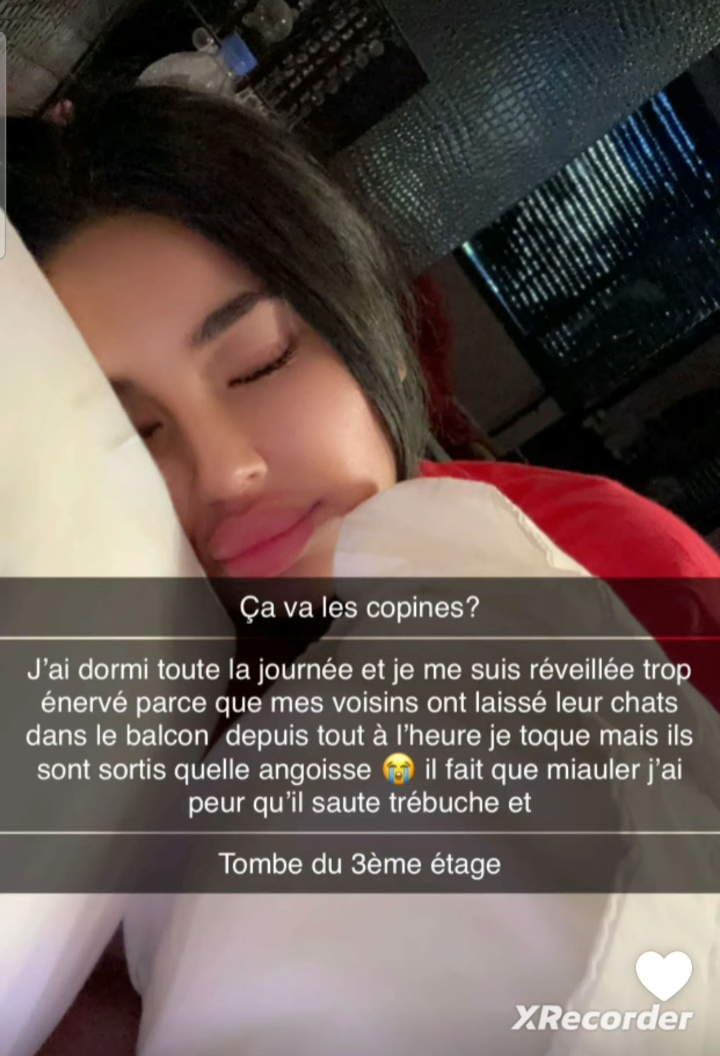 Ça va les copines?
J'ai dormi toute la journée et je me suis réveillée trop
énervé parce que mes voisins ont laissé leur chats
dans le balcon  depuis tout à l'heure je toque mais ils
sont sortis quelle angoisse 😭 il fait que miauler j'ai
peur qu'il saute trébuche et
Tombe du 3ème étage
XRecorder